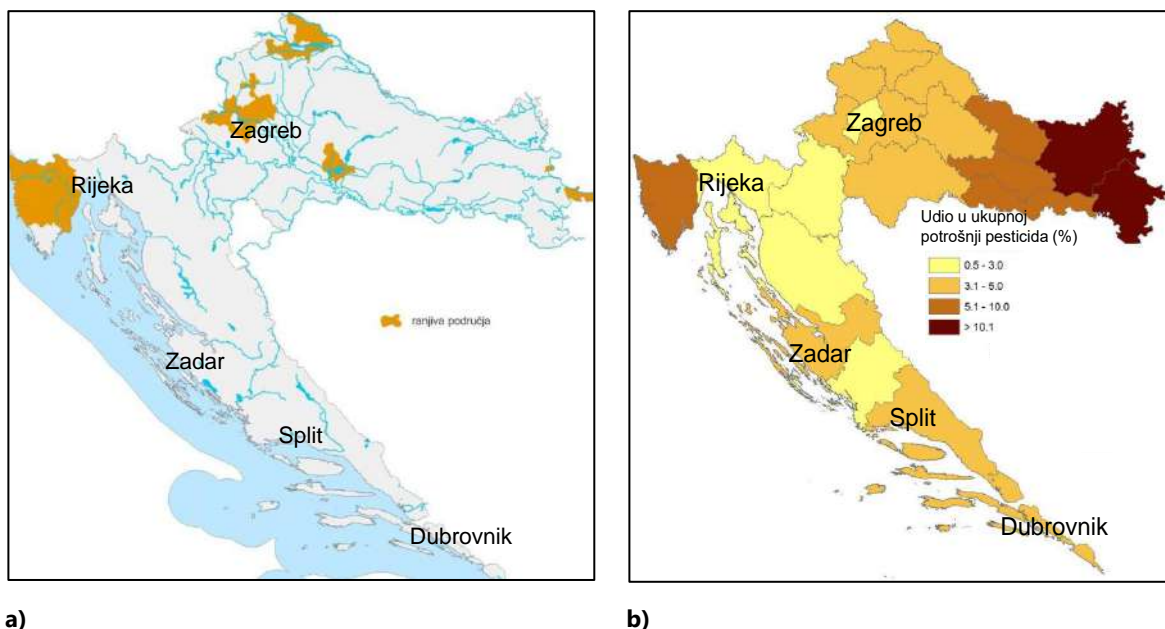 Zagreb
Rijeka
ranjiva područja
Zadar
Split
Dubrovnik
a)
Zagreb
Rijeka
Udio u ukupnoj
potrošnji pesticida (%)
0.5 - 3.0
3.1 - 5.0
5.1 - 10.0
> 10.1
Zadar
Split
Dubrovnik
b)